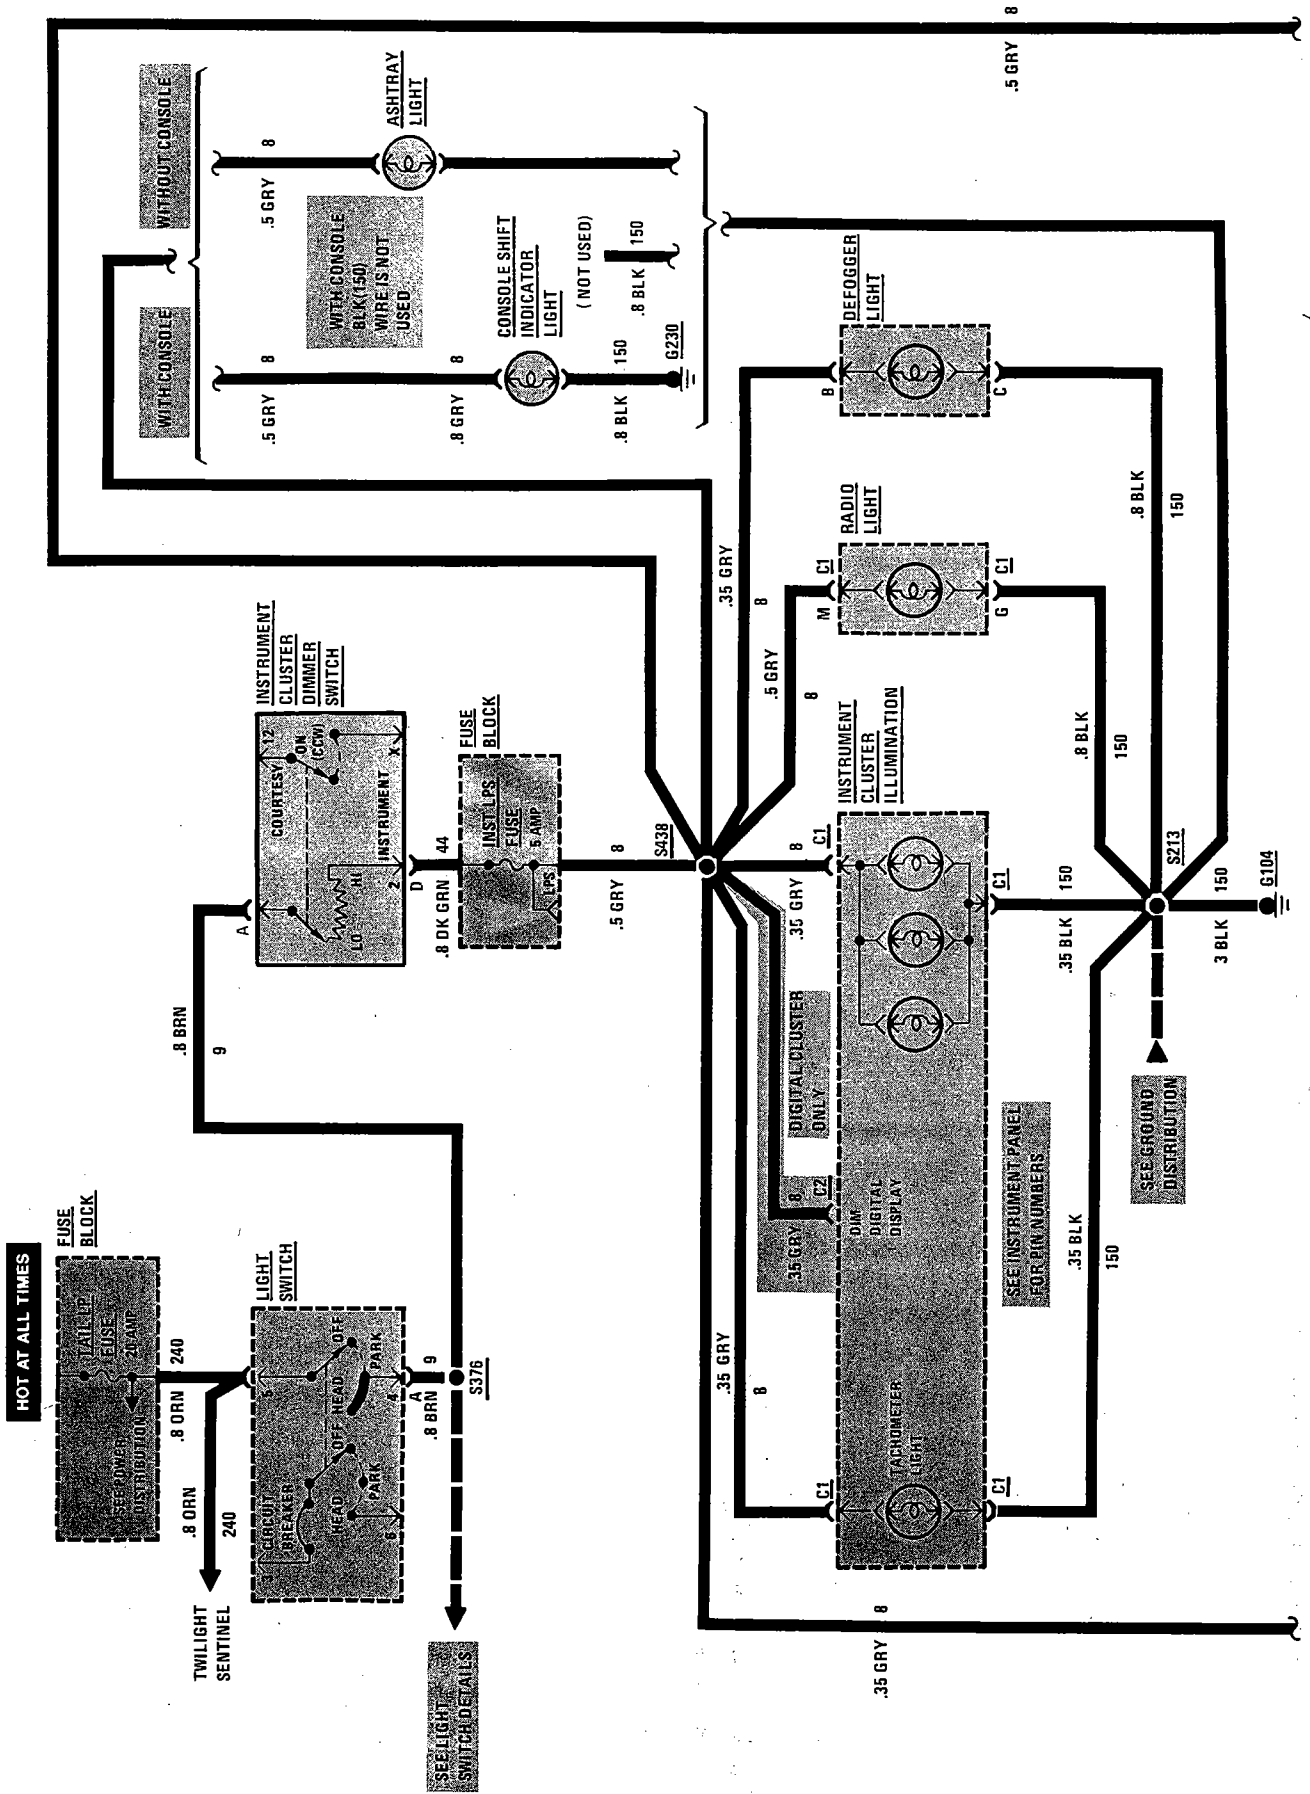 HOT AT ALL TIMES
FUSE
BLOCK
TAIL LP
FUSE
20 AMP
SEE POWER
DISTRIBUTION
.8 ORN
240
.8 ORN
240
TWILIGHT
SENTINEL
LIGHT
SWITCH
3
CIRCUIT
BREAKER
HEAD
OFF
PARK
6
5
HEAD
OFF
PARK
4
A
.8 BRN
9
S376
SEE LIGHT
SWITCH DETAILS
.8 BRN
9
A
INSTRUMENT
CLUSTER
DIMMER
SWITCH
COURTESY
12
ON
(CCW)
LO
HI
INSTRUMENT
2
X
D
.8 DK GRN
44
FUSE
BLOCK
INST LPS.
FUSE
5 AMP
LPS
.5 GRY
8
S438
WITH CONSOLE
WITHOUT CONSOLE
.5 GRY
8
.8 GRY
8
CONSOLE SHIFT
INDICATOR
LIGHT
.8 BLK
150
G230
WITH CONSOLE
BLK(150)
WIRE IS NOT
USED
(NOT USED)
.8 BLK
150
.5 GRY
8
ASHTRAY
LIGHT
.5 GRY
8
.35 GRY
8
.35 GRY
8
.35 GRY
8
C2
DIGITAL CLUSTER
ONLY
.35 GRY
8
C1
.5 GRY
8
.35 GRY
8
C1
TACHOMETER
LIGHT
C1
DIM
DIGITAL
DISPLAY
INSTRUMENT
CLUSTER
ILLUMINATION
C1
SEE INSTRUMENT PANEL
FOR PIN NUMBERS
M
C1
RADIO
LIGHT
G
C1
B
DEFOGGER
LIGHT
C
.35 BLK
150
.35 BLK
150
.8 BLK
150
.8 BLK
150
S213
SEE GROUND
DISTRIBUTION
3 BLK
150
G104